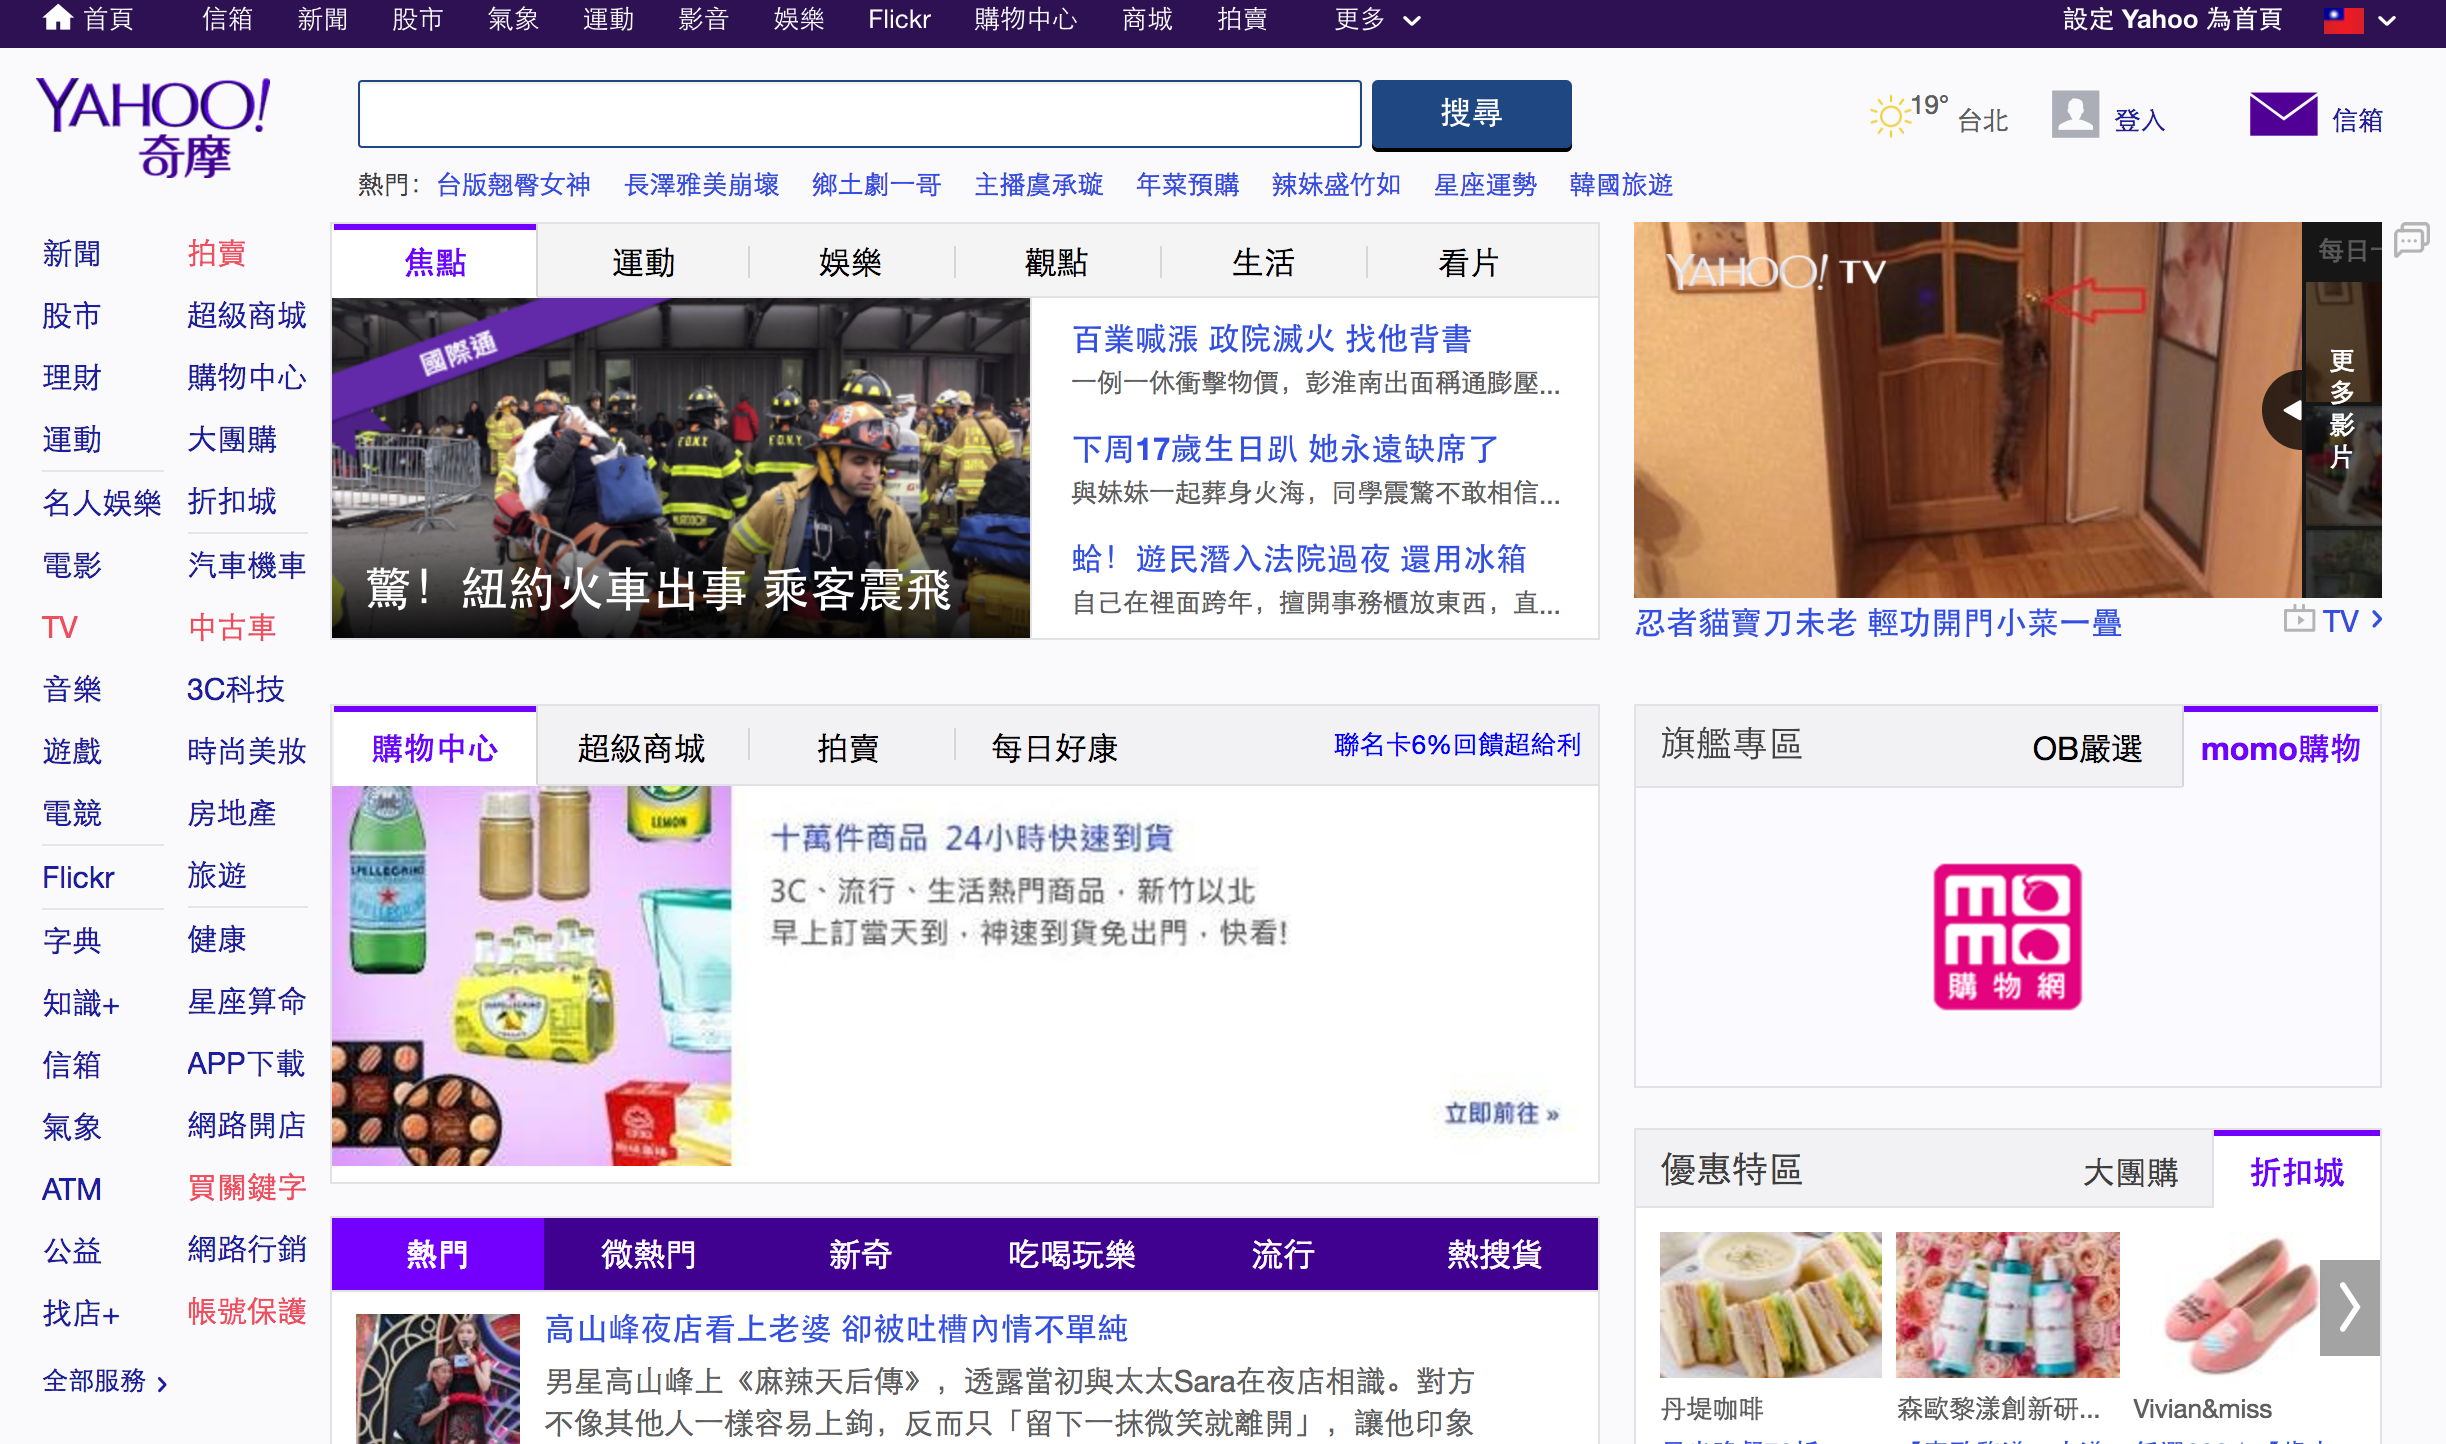 首頁 信箱 新聞 股市 氣象 運動 影音 娛樂 Flickr 購物中心 商城 拍賣 更多 設定 Yahoo 為首頁
YAHOO!
奇摩
搜尋
19° 台北 登入 信箱
熱門： 台版翹臀女神 長澤雅美崩壞 鄉土劇一哥 主播虞承璇 年菜預購 辣妹盛竹如 星座運勢 韓國旅遊
新聞 拍賣
股市 超級商城
理財 購物中心
運動 大團購
名人娛樂 折扣城
電影 汽車機車
TV 中古車
音樂 3C科技
遊戲 時尚美妝
電競 房地產
Flickr 旅遊
字典 健康
知識+ 星座算命
信箱 APP下載
氣象 網路開店
ATM 買關鍵字
公益 網路行銷
找店+ 帳號保護
全部服務
焦點 運動 娛樂 觀點 生活 看片
國際通
F.D.N.Y.
F.D.N.Y.
MURDOCH
驚！紐約火車出事 乘客震飛
百業喊漲 政院滅火 找他背書
一例一休衝擊物價，彭淮南出面稱通膨壓...
下周17歲生日趴 她永遠缺席了
與妹妹一起葬身火海，同學震驚不敢相信...
蛤！遊民潛入法院過夜 還用冰箱
自己在裡面跨年，擅開事務櫃放東西，直...
YAHOO! TV
每日一
更多影片
忍者貓寶刀未老 輕功開門小菜一疊
TV
購物中心 超級商城 拍賣 每日好康 聯名卡6%回饋超給利
LEMON
十萬件商品 24小時快速到貨
3C、流行、生活熱門商品，新竹以北
早上訂當天到，神速到貨免出門，快看!
立即前往 »
旗艦專區 OB嚴選 momo購物
momo
購物網
優惠特區 大團購 折扣城
丹堤咖啡 森歐黎漾創新研... Vivian&miss
熱門 微熱門 新奇 吃喝玩樂 流行 熱搜貨
高山峰夜店看上老婆 卻被吐槽內情不單純
男星高山峰上《麻辣天后傳》，透露當初與太太Sara在夜店相識。對方
不像其他人一樣容易上鉤，反而只「留下一抹微笑就離開」，讓他印象